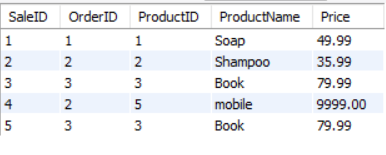 SaleID OrderID ProductID ProductName Price
1 1 1 Soap 49.99
2 2 2 Shampoo 35.99
3 3 3 Book 79.99
4 2 5 mobile 9999.00
5 3 3 Book 79.99